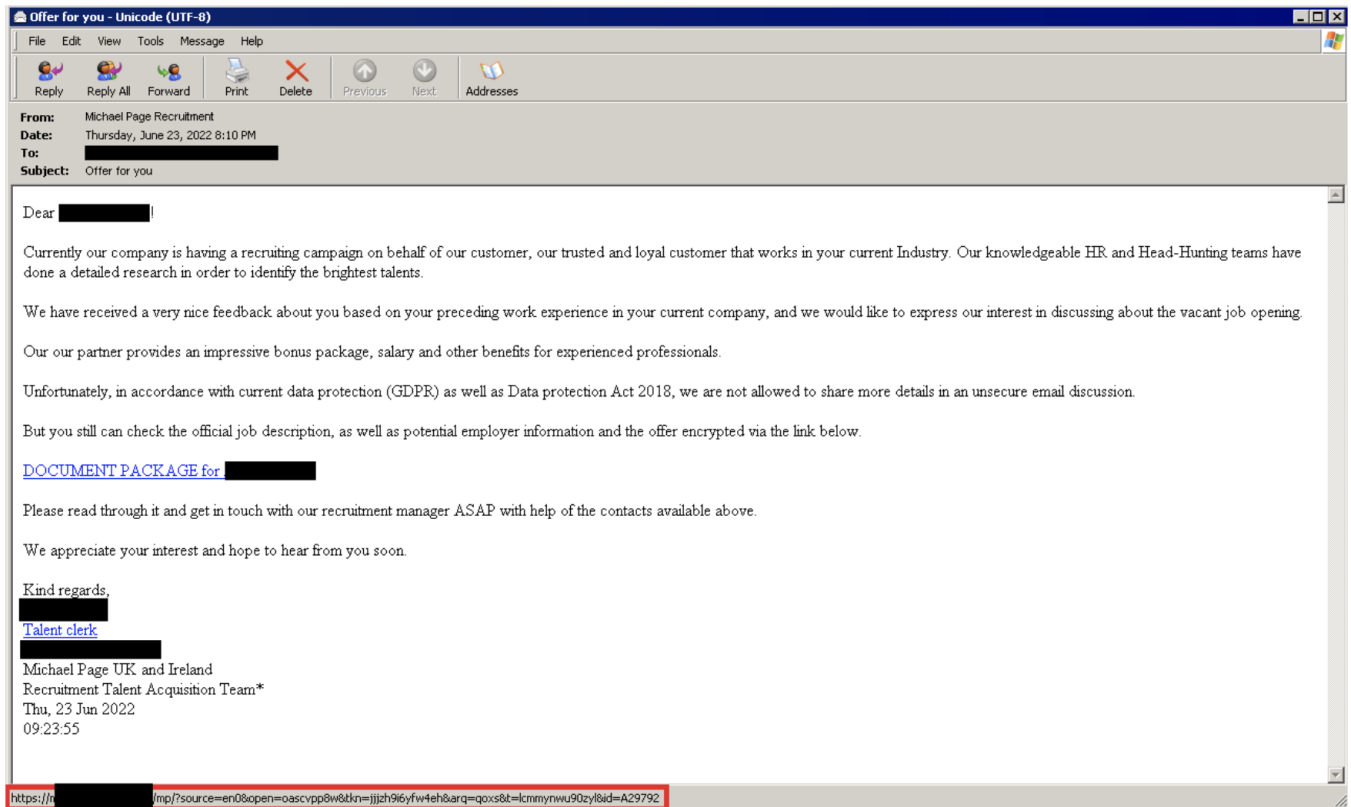 Offer for you - Unicode (UTF-8)
File Edit View Tools Message Help
Reply Reply All Forward Print Delete Previous Next Addresses
From: Michael Page Recruitment
Date: Thursday, June 23, 2022 8:10 PM
To:
Subject: Offer for you
Dear !
Currently our company is having a recruiting campaign on behalf of our customer, our trusted and loyal customer that works in your current Industry. Our knowledgeable HR and Head-Hunting teams have
done a detailed research in order to identify the brightest talents.
We have received a very nice feedback about you based on your preceding work experience in your current company, and we would like to express our interest in discussing about the vacant job opening.
Our our partner provides an impressive bonus package, salary and other benefits for experienced professionals.
Unfortunately, in accordance with current data protection (GDPR) as well as Data protection Act 2018, we are not allowed to share more details in an unsecure email discussion.
But you still can check the official job description, as well as potential employer information and the offer encrypted via the link below.
DOCUMENT PACKAGE for
Please read through it and get in touch with our recruitment manager ASAP with help of the contacts available above.
We appreciate your interest and hope to hear from you soon.
Kind regards,
Talent clerk
Michael Page UK and Ireland
Recruitment Talent Acquisition Team*
Thu, 23 Jun 2022
09:23:55
https://m /mp/?source=en0&open=oascvpp8w&tkn=jjjzh9i6yfw4eh&arq=qoxs&t=lcmmynwu90zyl&id=A29792